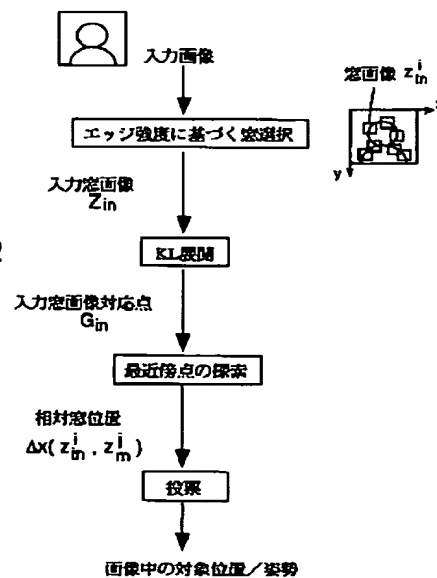 入力画像
窓画像 z^i_in
x
y
エッジ強度に基づく窓選択
入力窓画像
Z_in
KL展開
入力窓画像対応点
G_in
最近傍点の探索
相対窓位置
Δx( z^i_in , z^j_m )
投票
画像中の対象位置/姿勢